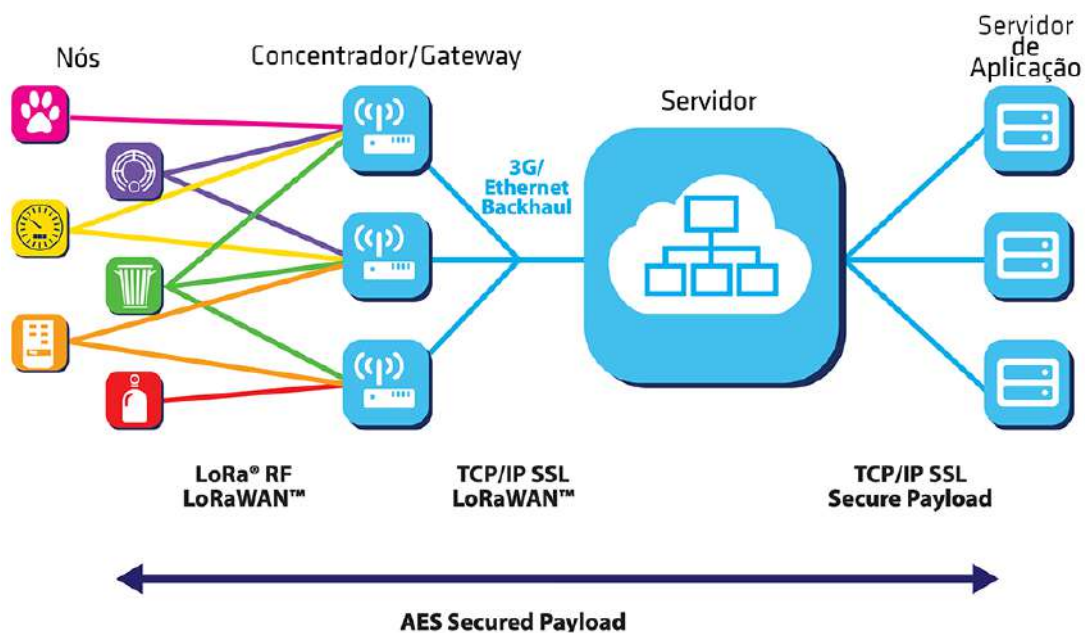 Nós
Concentrador/Gateway
Servidor
Servidor
de
Aplicação
3G/
Ethernet
Backhaul
LoRa® RF
LoRaWAN™
TCP/IP SSL
LoRaWAN™
TCP/IP SSL
Secure Payload
AES Secured Payload